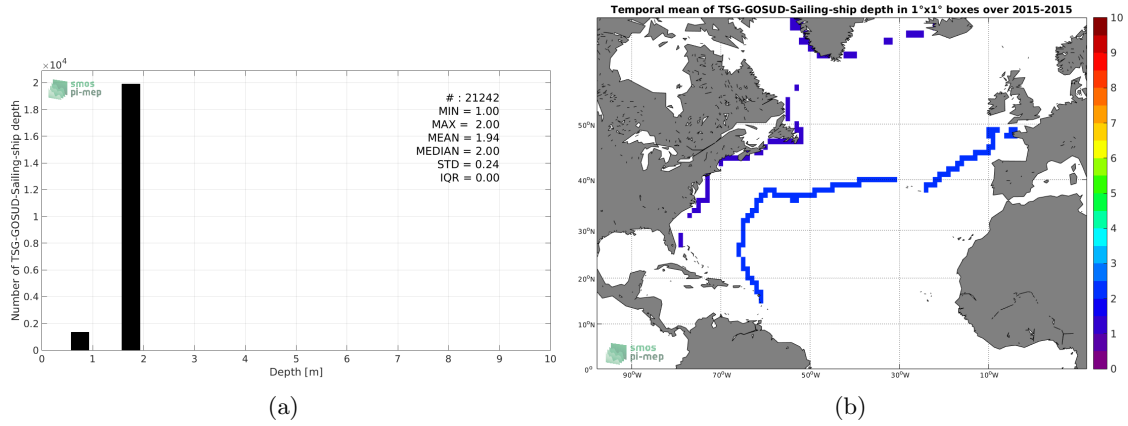 Temporal mean of TSG-GOSUD-Sailing-ship depth in 1°x1° boxes over 2015-2015
×10⁴
smos
pi-mep
Number of TSG-GOSUD-Sailing-ship depth
2
1.8
1.6
1.4
1.2
1
0.8
0.6
0.4
0.2
0
# : 21242
MIN = 1.00
MAX = 2.00
MEAN = 1.94
MEDIAN = 2.00
STD = 0.24
IQR = 0.00
0 1 2 3 4 5 6 7 8 9 10
Depth [m]
(a)
50°N
40°N
30°N
20°N
10°N
0°
90°W 70°W 50°W 30°W 10°W
smos
pi-mep
10
9
8
7
6
5
4
3
2
1
0
(b)